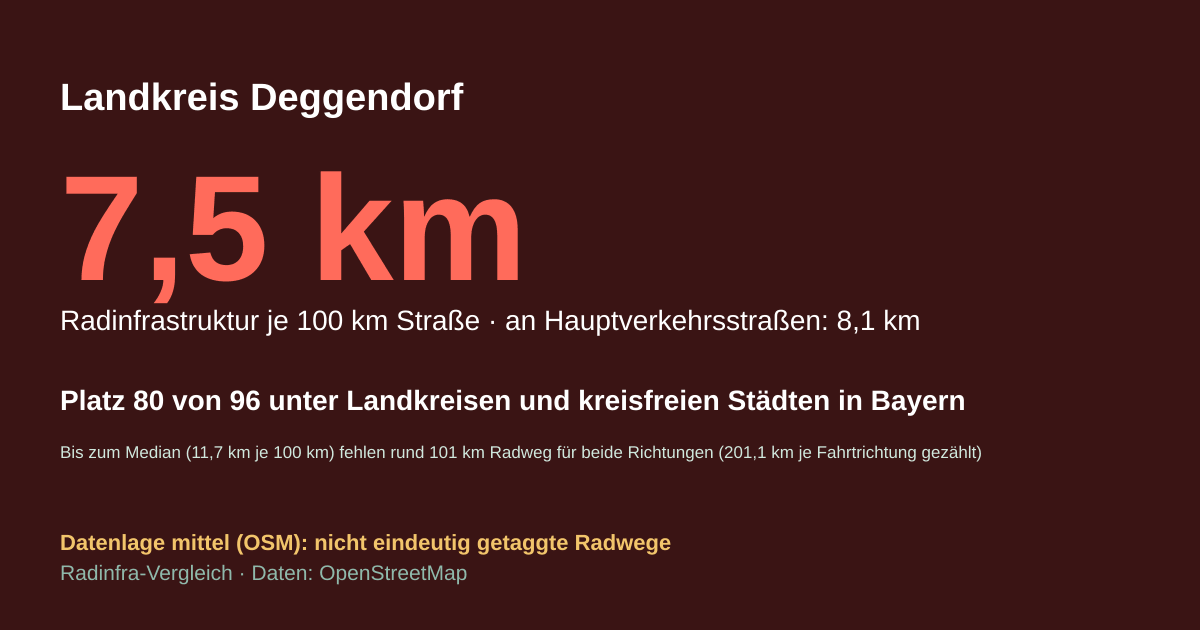 Landkreis Deggendorf
7,5 km
Radinfrastruktur je 100 km Straße · an Hauptverkehrsstraßen: 8,1 km
Platz 80 von 96 unter Landkreisen und kreisfreien Städten in Bayern
Bis zum Median (11,7 km je 100 km) fehlen rund 101 km Radweg für beide Richtungen (201,1 km je Fahrtrichtung gezählt)
Datenlage mittel (OSM): nicht eindeutig getaggte Radwege
Radinfra-Vergleich · Daten: OpenStreetMap